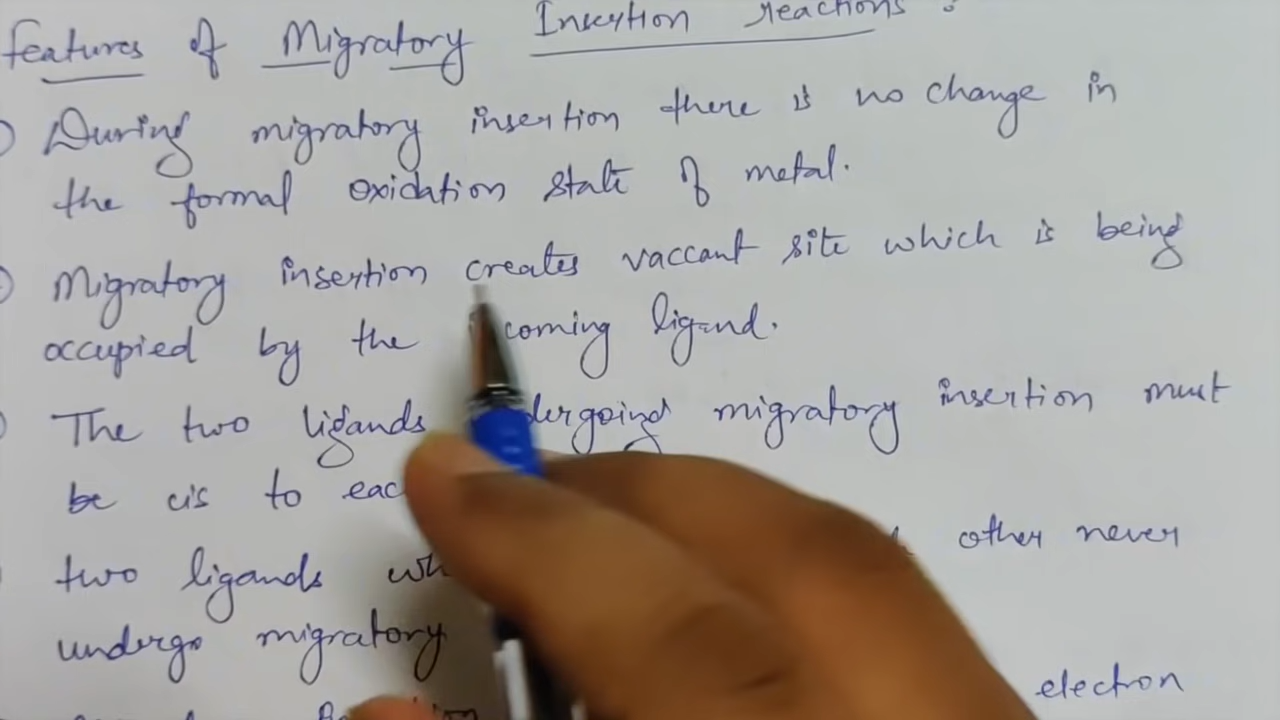 features of Migratory Insertion reactions :
During migratory insertion there is no change in
the formal oxidation state of metal.
Migratory insertion creates vaccant site which is being
occupied by the coming ligand.
The two ligands migratory insertion must
be cis to
two ligands other never
undergo migratory
electron